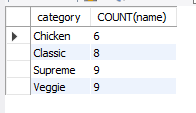 category COUNT(name)
Chicken 6
Classic 8
Supreme 9
Veggie 9